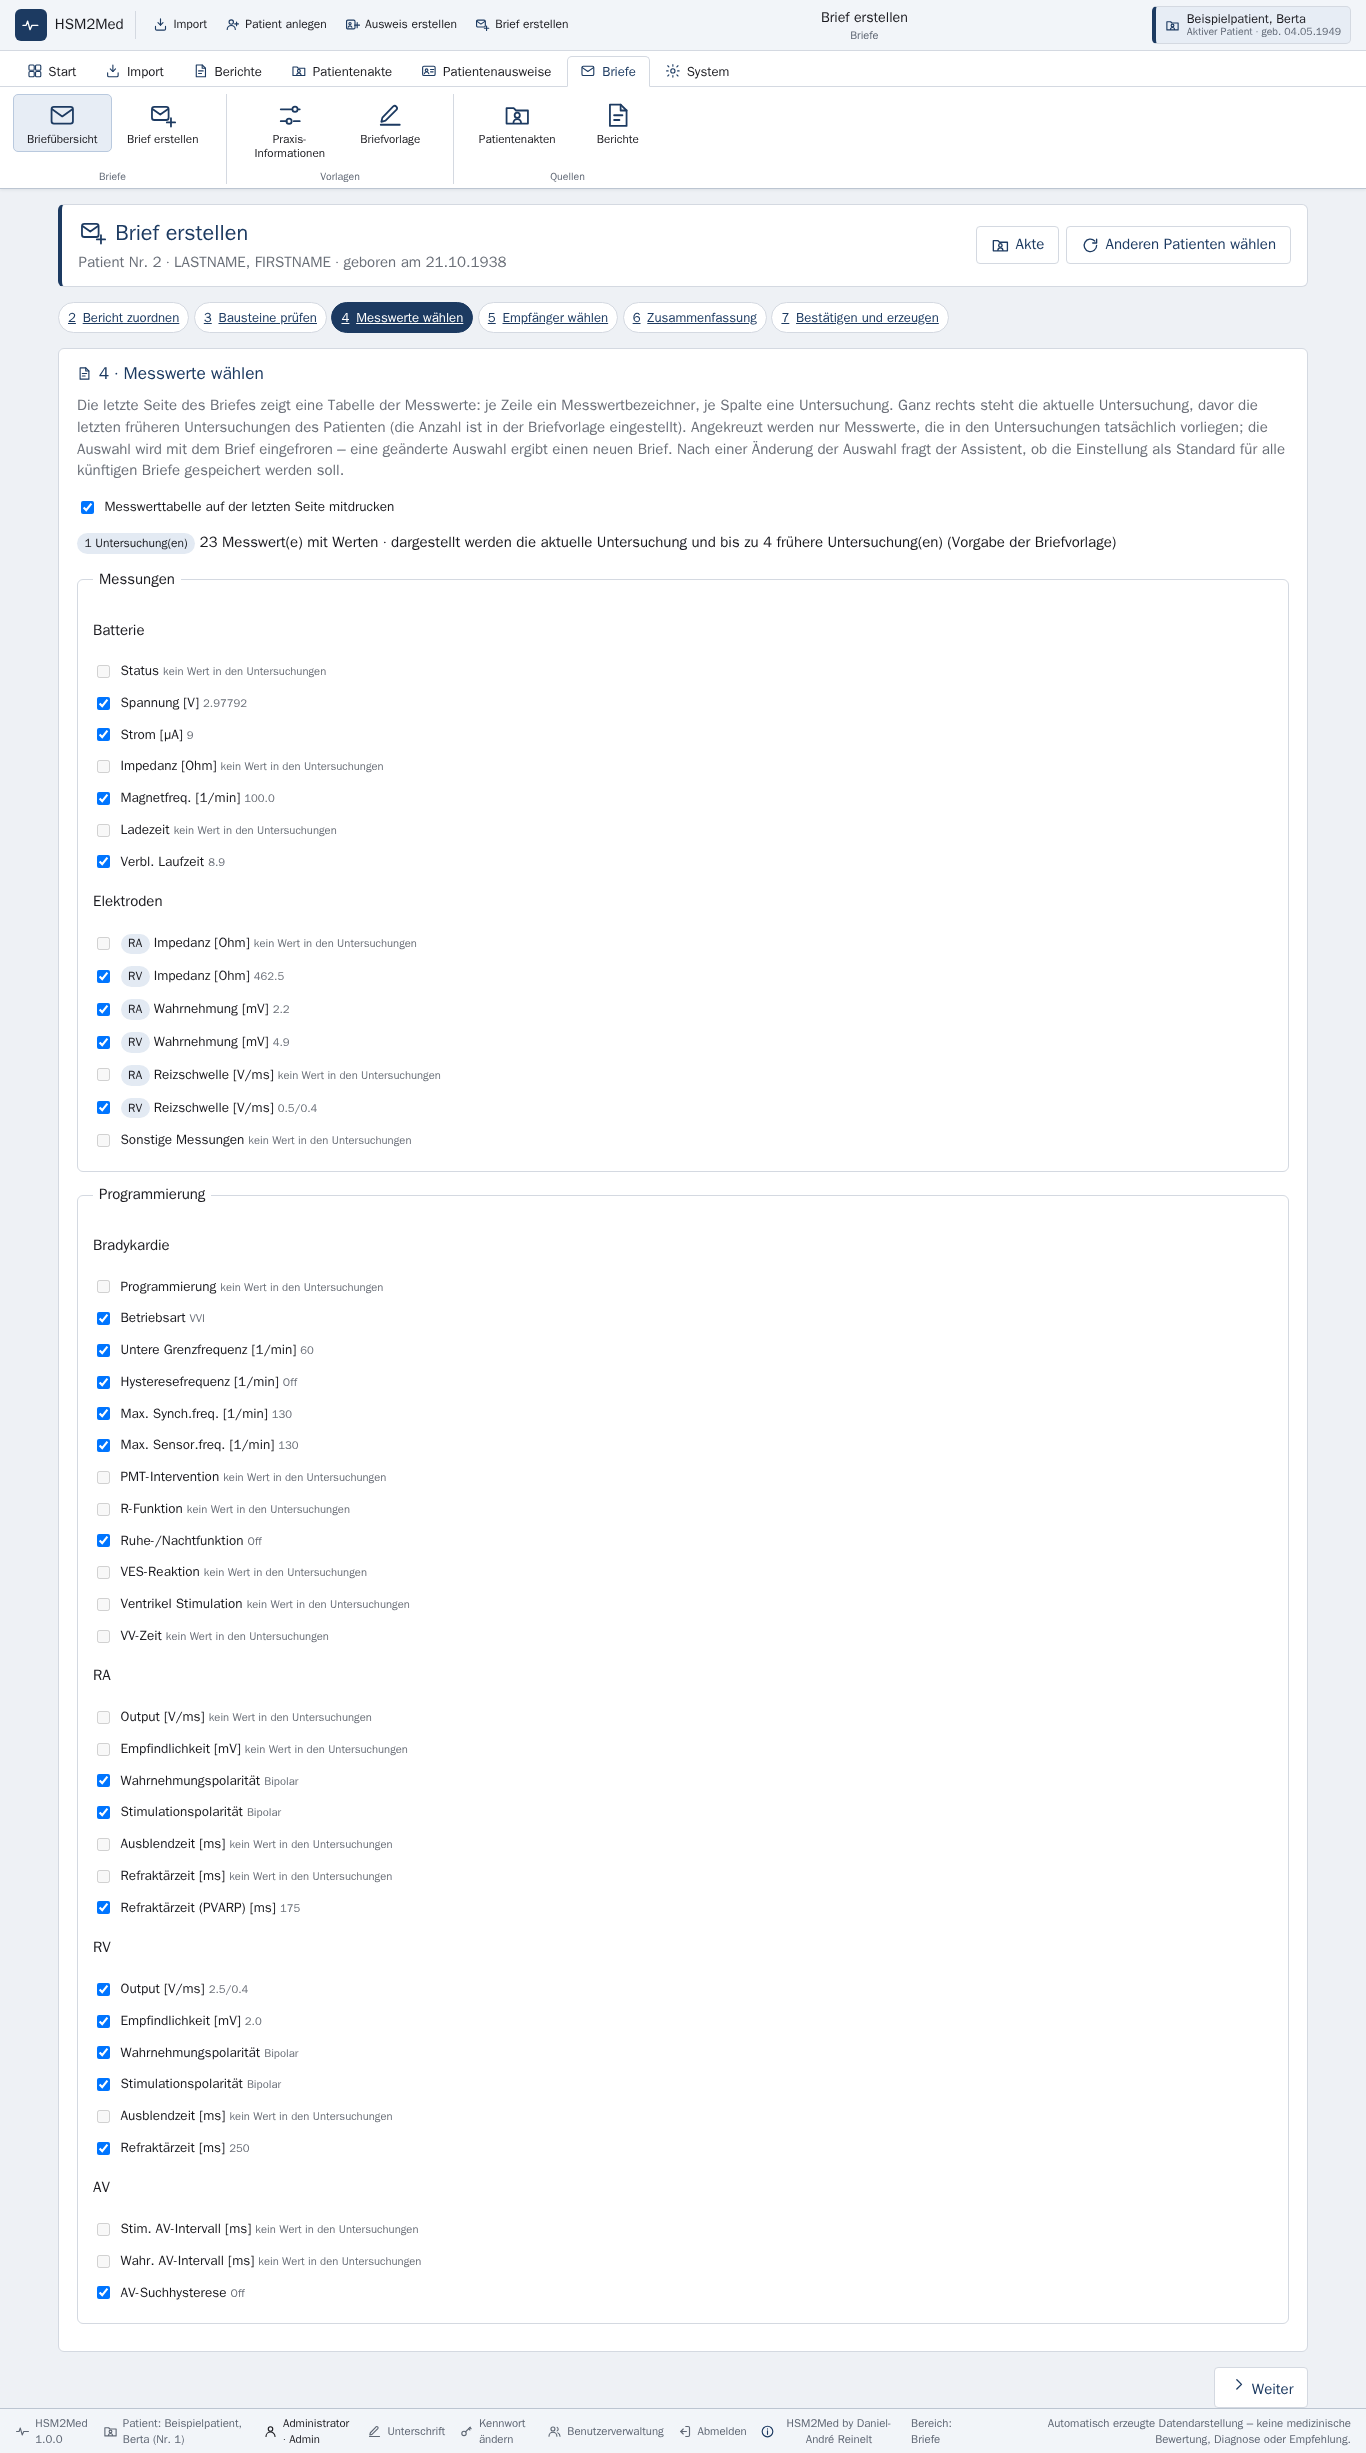 HSM2Med
Import
Patient anlegen
Ausweis erstellen
Brief erstellen
Brief erstellen
Briefe
Beispielpatient, Berta
Aktiver Patient · geb. 04.05.1949
Start
Import
Berichte
Patientenakte
Patientenausweise
Briefe
System
Briefübersicht
Brief erstellen
Briefe
Praxis-
Informationen
Briefvorlage
Vorlagen
Patientenakten
Berichte
Quellen
Brief erstellen
Patient Nr. 2 · LASTNAME, FIRSTNAME · geboren am 21.10.1938
Akte
Anderen Patienten wählen
2 Bericht zuordnen
3 Bausteine prüfen
4 Messwerte wählen
5 Empfänger wählen
6 Zusammenfassung
7 Bestätigen und erzeugen
4 · Messwerte wählen
Die letzte Seite des Briefes zeigt eine Tabelle der Messwerte: je Zeile ein Messwertbezeichner, je Spalte eine Untersuchung. Ganz rechts steht die aktuelle Untersuchung, davor die
letzten früheren Untersuchungen des Patienten (die Anzahl ist in der Briefvorlage eingestellt). Angekreuzt werden nur Messwerte, die in den Untersuchungen tatsächlich vorliegen; die
Auswahl wird mit dem Brief eingefroren – eine geänderte Auswahl ergibt einen neuen Brief. Nach einer Änderung der Auswahl fragt der Assistent, ob die Einstellung als Standard für alle
künftigen Briefe gespeichert werden soll.
Messwerttabelle auf der letzten Seite mitdrucken
1 Untersuchung(en) 23 Messwert(e) mit Werten · dargestellt werden die aktuelle Untersuchung und bis zu 4 frühere Untersuchung(en) (Vorgabe der Briefvorlage)
Messungen
Batterie
Status kein Wert in den Untersuchungen
Spannung [V] 2.97792
Strom [µA] 9
Impedanz [Ohm] kein Wert in den Untersuchungen
Magnetfreq. [1/min] 100.0
Ladezeit kein Wert in den Untersuchungen
Verbl. Laufzeit 8.9
Elektroden
RA Impedanz [Ohm] kein Wert in den Untersuchungen
RV Impedanz [Ohm] 462.5
RA Wahrnehmung [mV] 2.2
RV Wahrnehmung [mV] 4.9
RA Reizschwelle [V/ms] kein Wert in den Untersuchungen
RV Reizschwelle [V/ms] 0.5/0.4
Sonstige Messungen kein Wert in den Untersuchungen
Programmierung
Bradykardie
Programmierung kein Wert in den Untersuchungen
Betriebsart VVI
Untere Grenzfrequenz [1/min] 60
Hysteresefrequenz [1/min] Off
Max. Synch.freq. [1/min] 130
Max. Sensor.freq. [1/min] 130
PMT-Intervention kein Wert in den Untersuchungen
R-Funktion kein Wert in den Untersuchungen
Ruhe-/Nachtfunktion Off
VES-Reaktion kein Wert in den Untersuchungen
Ventrikel Stimulation kein Wert in den Untersuchungen
VV-Zeit kein Wert in den Untersuchungen
RA
Output [V/ms] kein Wert in den Untersuchungen
Empfindlichkeit [mV] kein Wert in den Untersuchungen
Wahrnehmungspolarität Bipolar
Stimulationspolarität Bipolar
Ausblendzeit [ms] kein Wert in den Untersuchungen
Refraktärzeit [ms] kein Wert in den Untersuchungen
Refraktärzeit (PVARP) [ms] 175
RV
Output [V/ms] 2.5/0.4
Empfindlichkeit [mV] 2.0
Wahrnehmungspolarität Bipolar
Stimulationspolarität Bipolar
Ausblendzeit [ms] kein Wert in den Untersuchungen
Refraktärzeit [ms] 250
AV
Stim. AV-Intervall [ms] kein Wert in den Untersuchungen
Wahr. AV-Intervall [ms] kein Wert in den Untersuchungen
AV-Suchhysterese Off
Weiter
HSM2Med
1.0.0
Patient: Beispielpatient,
Berta (Nr. 1)
Administrator
· Admin
Unterschrift
Kennwort
ändern
Benutzerverwaltung
Abmelden
HSM2Med by Daniel-
André Reinelt
Bereich:
Briefe
Automatisch erzeugte Datendarstellung – keine medizinische
Bewertung, Diagnose oder Empfehlung.